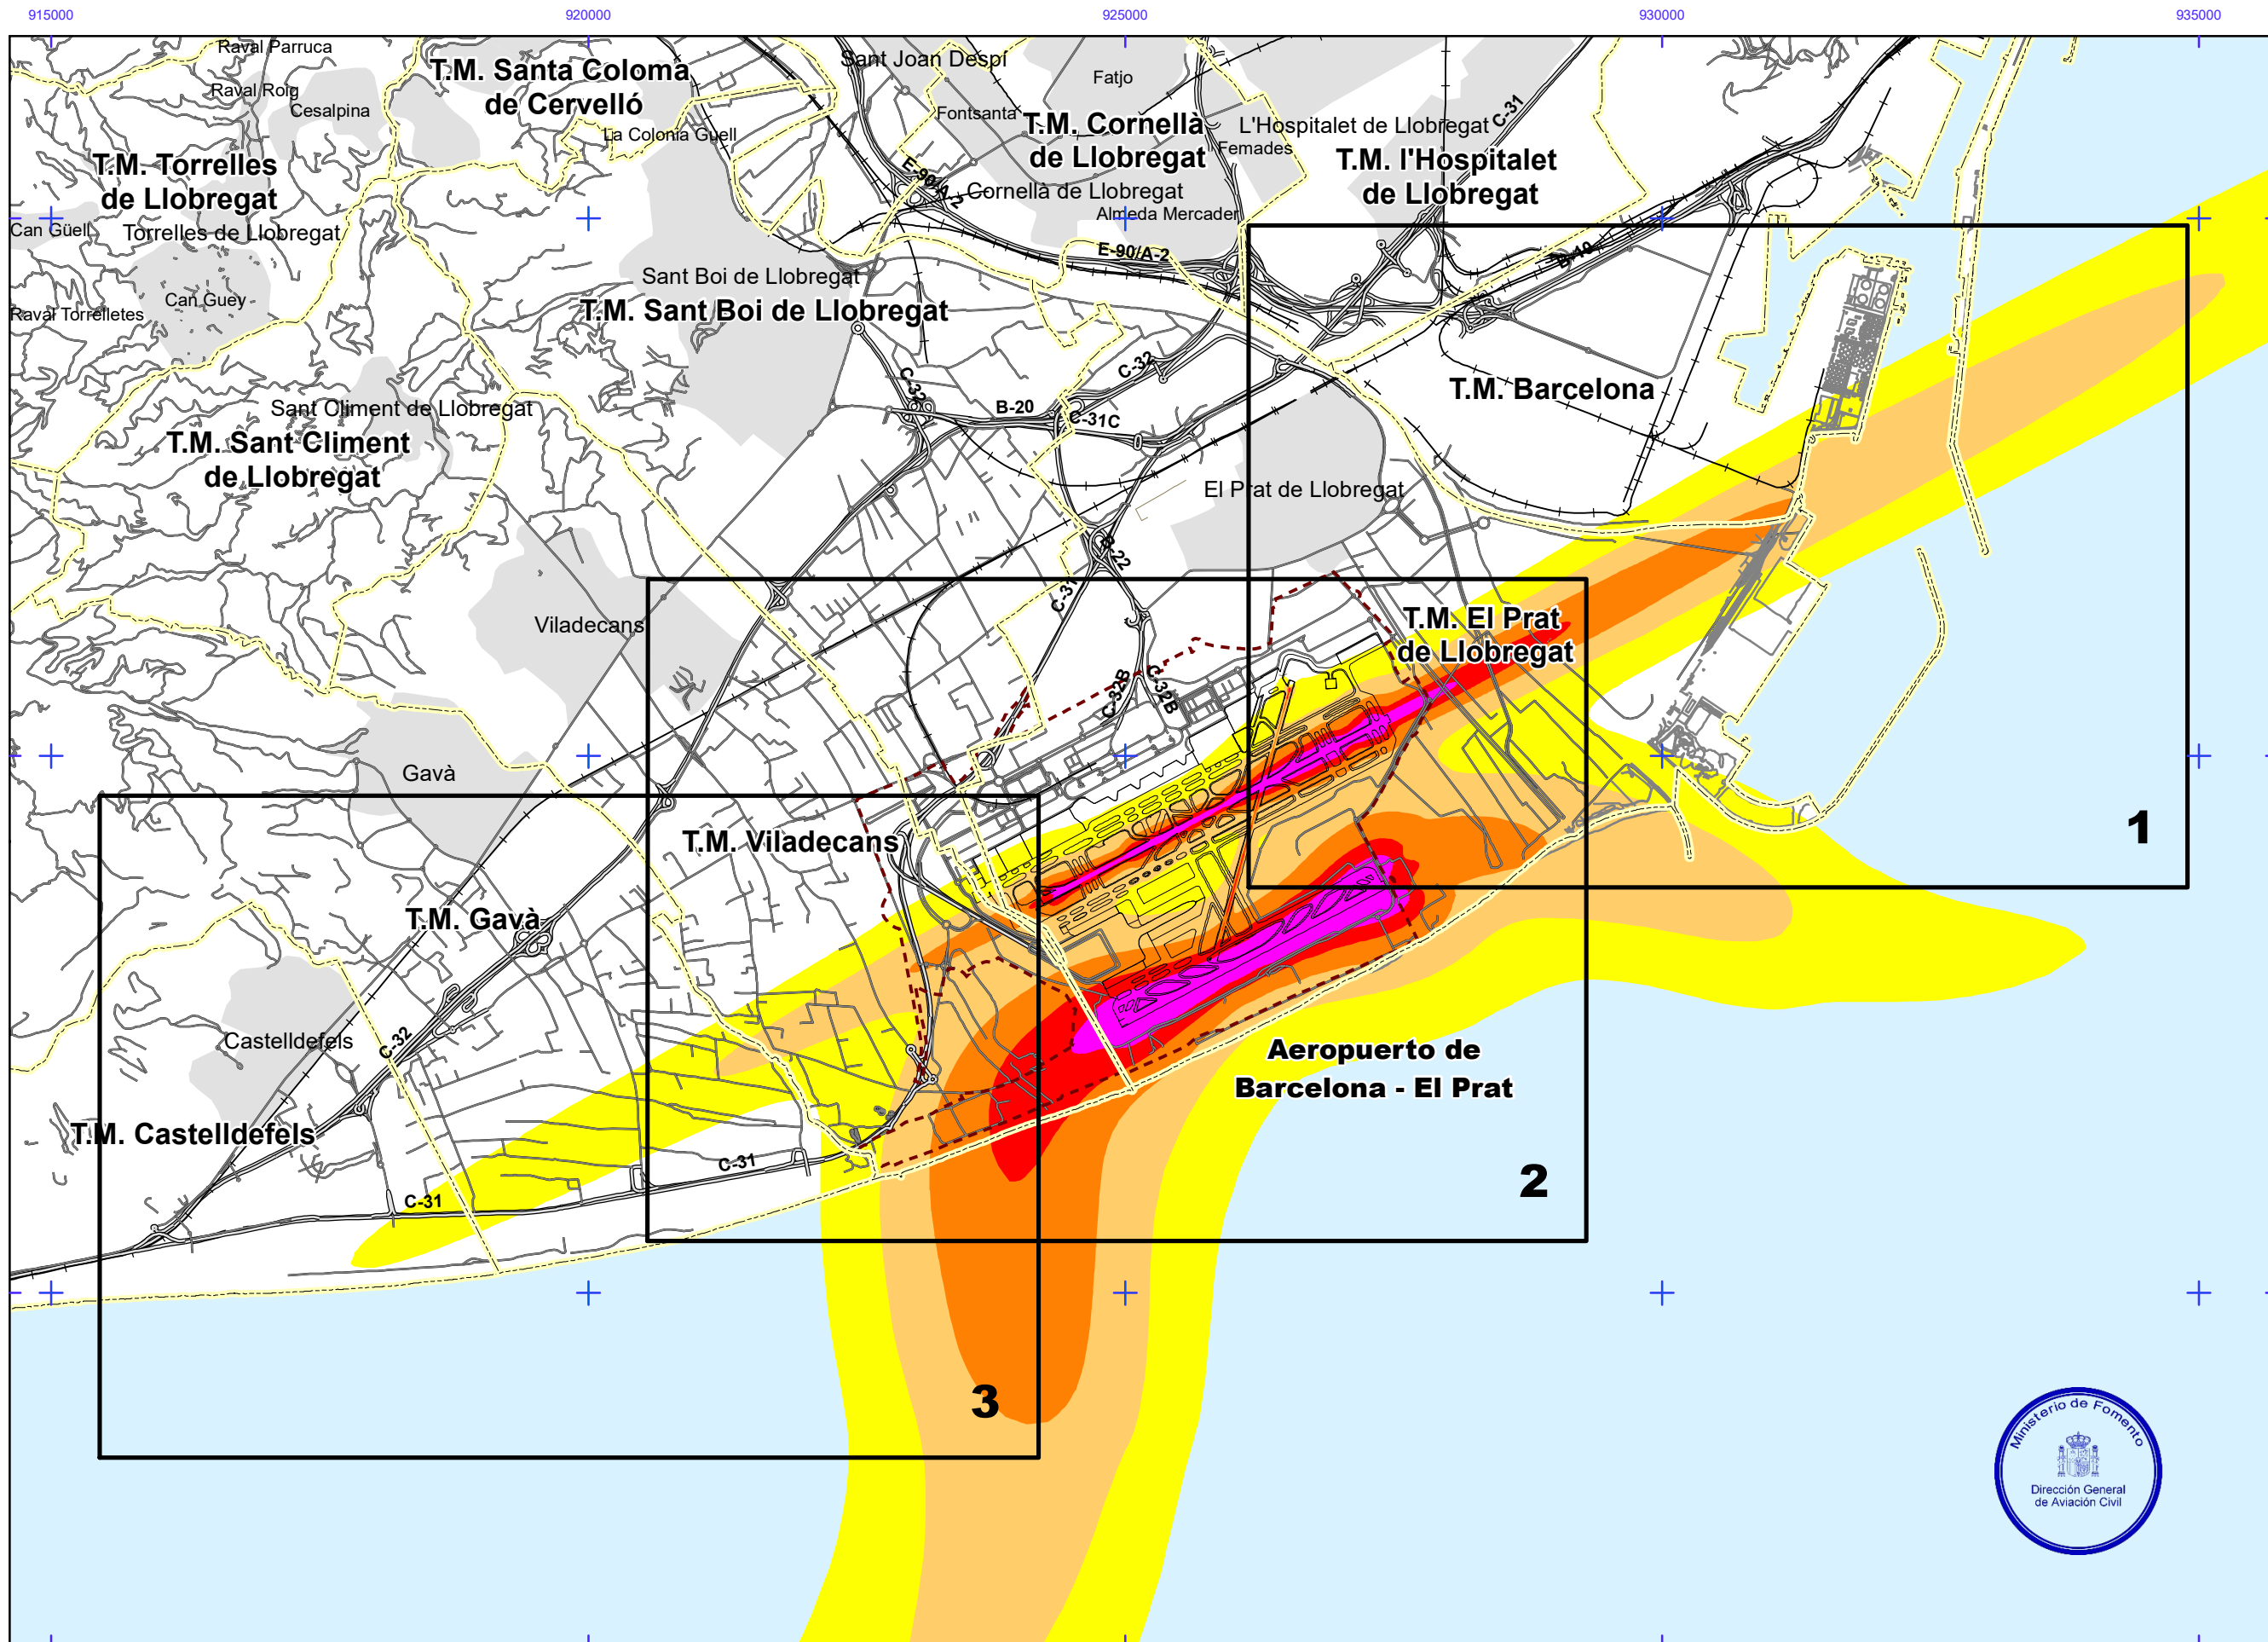 915000 920000 925000 930000 935000
Raval Parruca
Sant Joan Despí
T.M. Santa Coloma
de Cervelló
Fatjo
Raval Roig
Cesalpina
Fontsanta
T.M. Cornellà
de Llobregat
C-31
L'Hospitalet de Llobregat
La Colonia Guell
Femades
T.M. l'Hospitalet
de Llobregat
T.M. Torrelles
de Llobregat
E-90/A-2
Cornellà de Llobregat
Almeda Mercader
Can Güell
Torrelles de Llobregat
E-90/A-2
B-10
Sant Boi de Llobregat
T.M. Sant Boi de Llobregat
Can Guey
Raval Torrelletes
C-32
C-32
T.M. Barcelona
B-20
C-31C
Sant Climent de Llobregat
T.M. Sant Climent
de Llobregat
El Prat de Llobregat
B-22
C-31
Viladecans
T.M. El Prat
de Llobregat
C-32B
C-32B
Gavà
T.M. Viladecans
1
T.M. Gavà
Castelldefels
C-32
Aeropuerto de
Barcelona - El Prat
T.M. Castelldefels
C-31
C-31
2
3
Ministerio de Fomento
Dirección General
de Aviación Civil